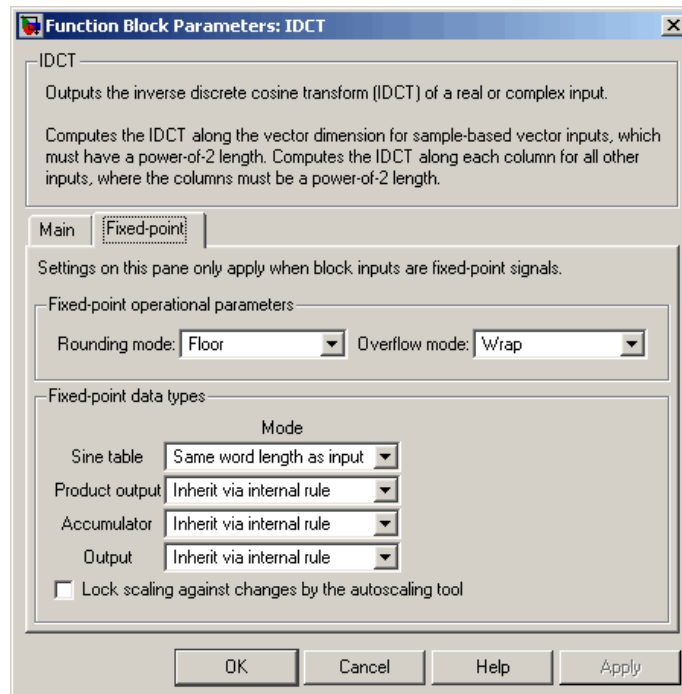 Function Block Parameters: IDCT
IDCT
Outputs the inverse discrete cosine transform (IDCT) of a real or complex input.
Computes the IDCT along the vector dimension for sample-based vector inputs, which
must have a power-of-2 length. Computes the IDCT along each column for all other
inputs, where the columns must be a power-of-2 length.
Main Fixed-point
Settings on this pane only apply when block inputs are fixed-point signals.
Fixed-point operational parameters
Rounding mode: Floor Overflow mode: Wrap
Fixed-point data types
Mode
Sine table Same word length as input
Product output Inherit via internal rule
Accumulator Inherit via internal rule
Output Inherit via internal rule
Lock scaling against changes by the autoscaling tool
OK Cancel Help Apply